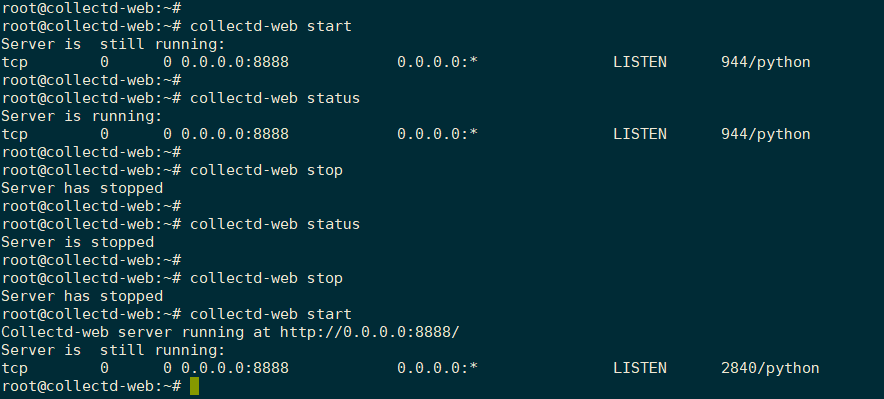 root@collectd-web:~#
root@collectd-web:~# collectd-web start
Server is  still running:
tcp        0      0 0.0.0.0:8888            0.0.0.0:*               LISTEN      944/python
root@collectd-web:~#
root@collectd-web:~# collectd-web status
Server is running:
tcp        0      0 0.0.0.0:8888            0.0.0.0:*               LISTEN      944/python
root@collectd-web:~#
root@collectd-web:~# collectd-web stop
Server has stopped
root@collectd-web:~#
root@collectd-web:~# collectd-web status
Server is stopped
root@collectd-web:~#
root@collectd-web:~# collectd-web stop
Server has stopped
root@collectd-web:~# collectd-web start
Collectd-web server running at http://0.0.0.0:8888/
Server is  still running:
tcp        0      0 0.0.0.0:8888            0.0.0.0:*               LISTEN      2840/python
root@collectd-web:~#